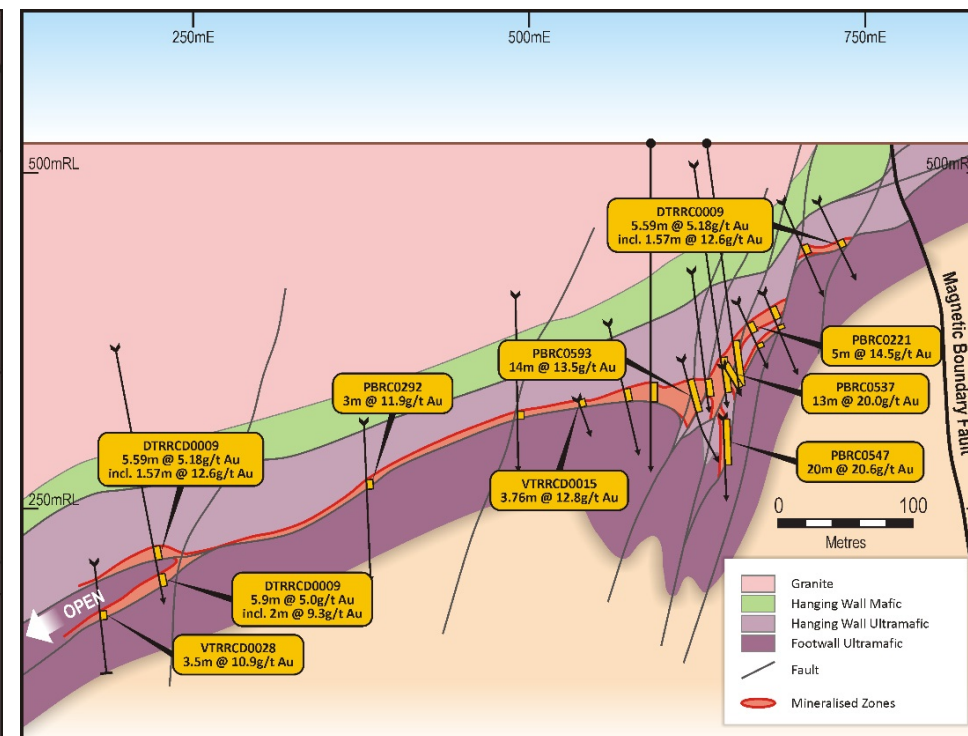 250mE
500mE
750mE
500mRL
500mRL
DTRRC0009
5.59m @ 5.18g/t Au
incl. 1.57m @ 12.6g/t Au
PBRC0221
5m @ 14.5g/t Au
PBRC0593
14m @ 13.5g/t Au
PBRC0537
13m @ 20.0g/t Au
PBRC0292
3m @ 11.9g/t Au
Magnetic Boundary Fault
DTRRCD0009
5.59m @ 5.18g/t Au
incl. 1.57m @ 12.6g/t Au
PBRC0547
20m @ 20.6g/t Au
VTRRCD0015
3.76m @ 12.8g/t Au
250mRL
0
100
Metres
OPEN
DTRRCD0009
5.9m @ 5.0g/t Au
incl. 2m @ 9.3g/t Au
VTRRCD0028
3.5m @ 10.9g/t Au
Granite
Hanging Wall Mafic
Hanging Wall Ultramafic
Footwall Ultramafic
Fault
Mineralised Zones